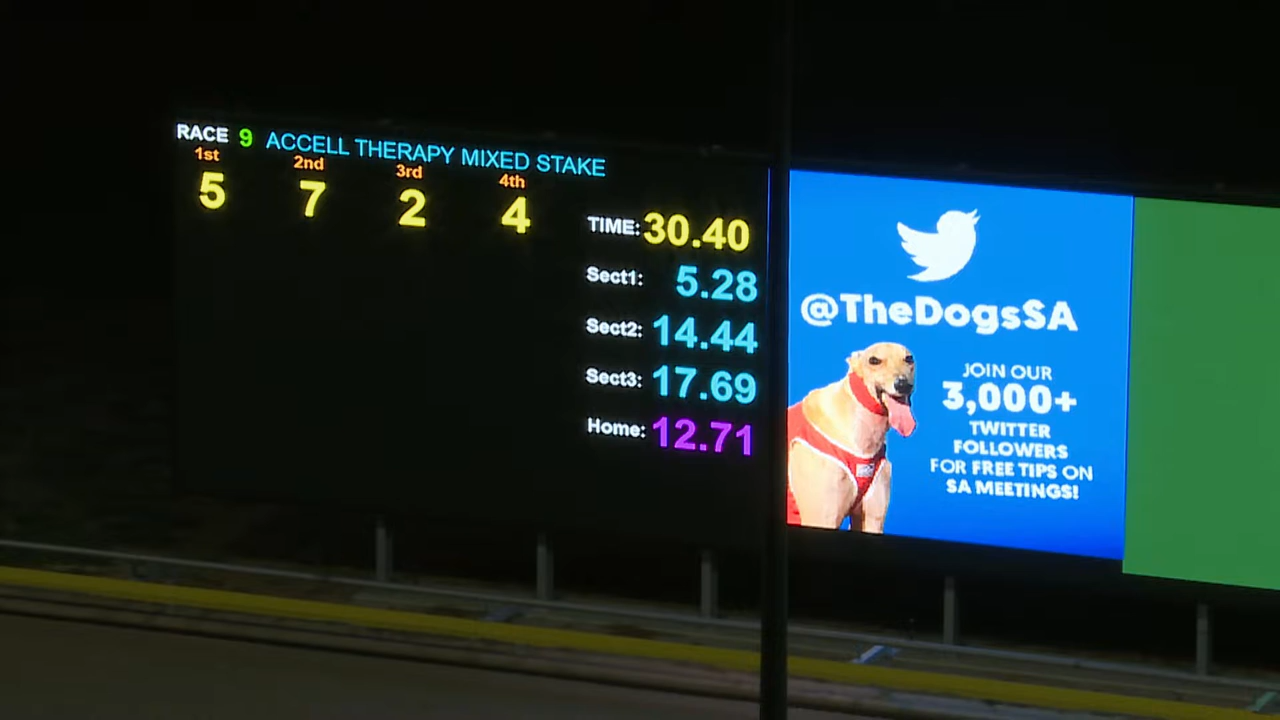 RACE 9 ACCELL THERAPY MIXED STAKE
1st 2nd 3rd 4th
5 7 2 4
TIME: 30.40
Sect1: 5.28
Sect2: 14.44
Sect3: 17.69
Home: 12.71
@TheDogsSA
JOIN OUR
3,000+
TWITTER
FOLLOWERS
FOR FREE TIPS ON
SA MEETINGS!